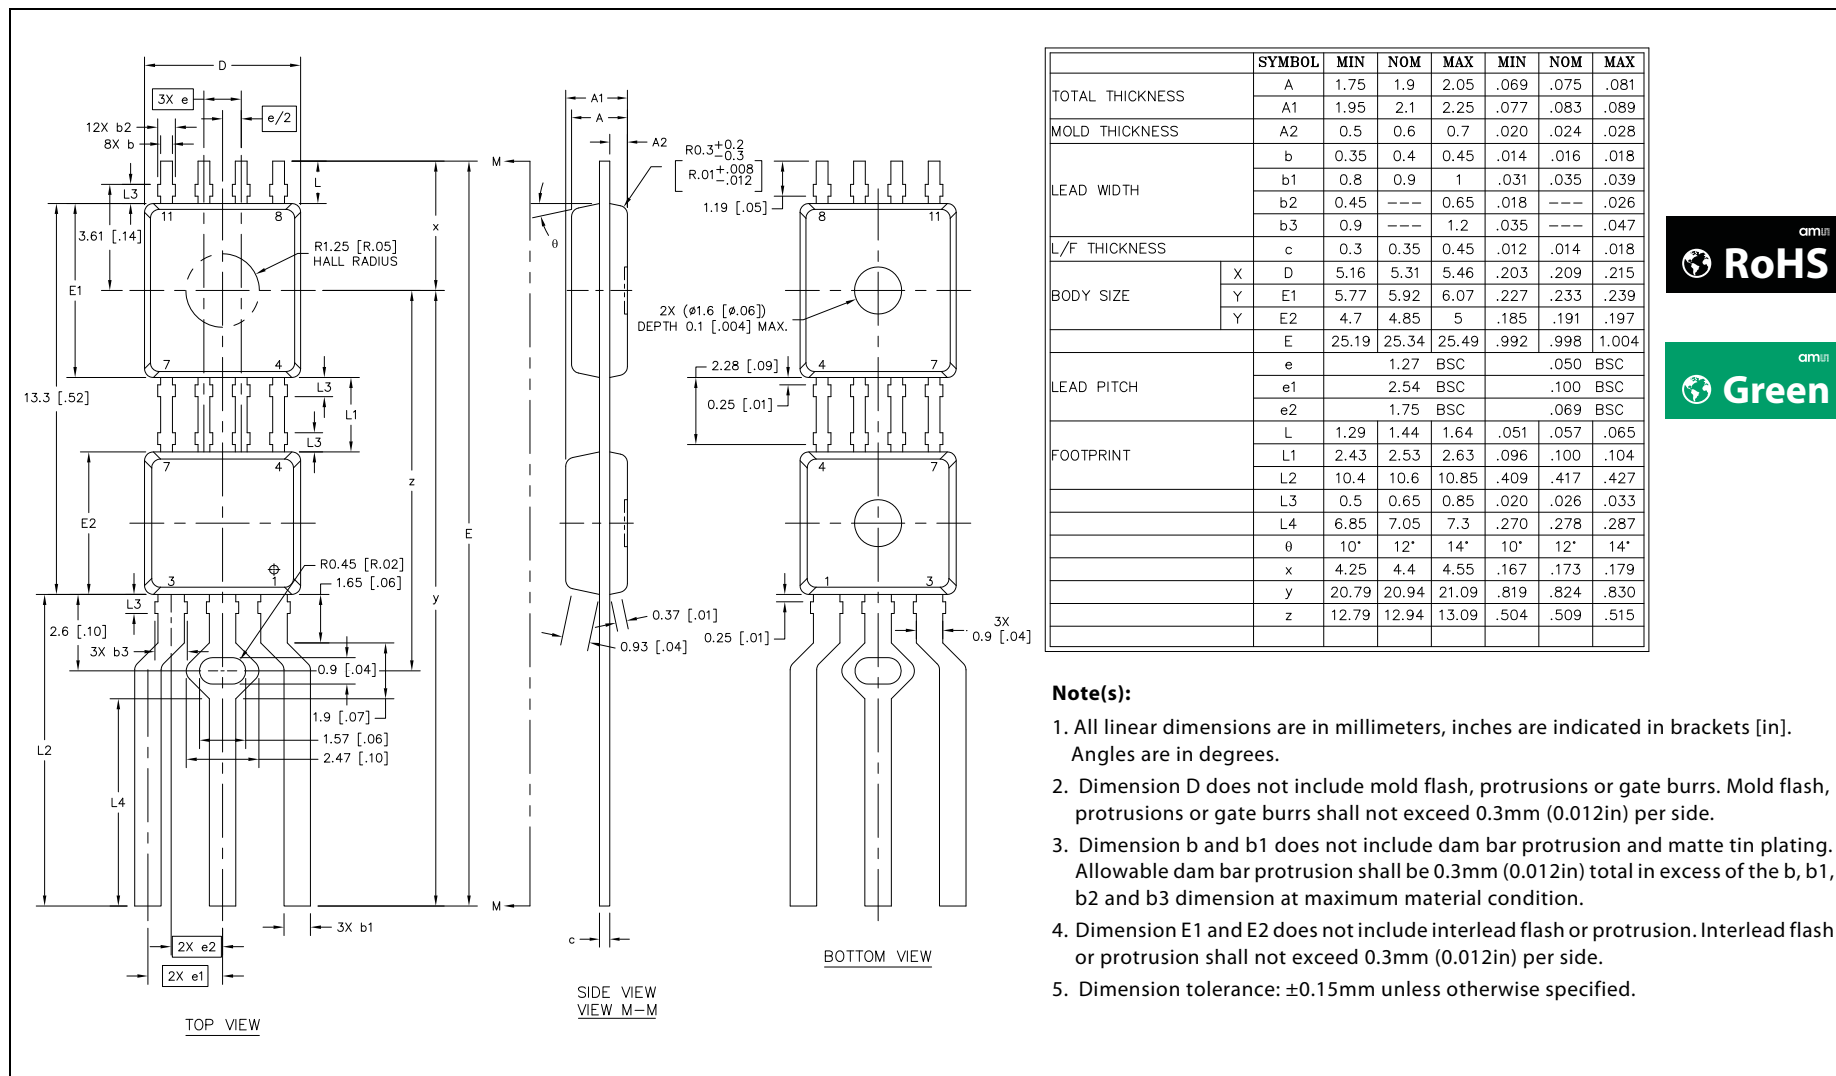 D
3X e
e/2
12X b2
8X b
L3
L
3.61 [.14]
11
8
R1.25 [R.05]
HALL RADIUS
E1
x
7
4
13.3 [.52]
L3
L1
L3
7
4
z
E2
E
R0.45 [R.02]
3
1
1.65 [.06]
L3
y
2.6 [.10]
3X b3
0.9 [.04]
1.9 [.07]
1.57 [.06]
2.47 [.10]
L2
L4
3X b1
2X e2
2X e1
TOP VIEW
A1
A
A2
M
R0.3+0.2
-0.3
R.01+.008
-.012
θ
1.19 [.05]
2X (ø1.6 [ø.06])
DEPTH 0.1 [.004] MAX.
2.28 [.09]
0.25 [.01]
0.37 [.01]
0.93 [.04]
0.25 [.01]
M
c
SIDE VIEW
VIEW M-M
8
11
4
7
4
7
1
3
3X
0.9 [.04]
BOTTOM VIEW
SYMBOL MIN NOM MAX MIN NOM MAX
TOTAL THICKNESS A 1.75 1.9 2.05 .069 .075 .081
A1 1.95 2.1 2.25 .077 .083 .089
MOLD THICKNESS A2 0.5 0.6 0.7 .020 .024 .028
LEAD WIDTH b 0.35 0.4 0.45 .014 .016 .018
b1 0.8 0.9 1 .031 .035 .039
b2 0.45 --- 0.65 .018 --- .026
b3 0.9 --- 1.2 .035 --- .047
L/F THICKNESS c 0.3 0.35 0.45 .012 .014 .018
BODY SIZE X D 5.16 5.31 5.46 .203 .209 .215
Y E1 5.77 5.92 6.07 .227 .233 .239
Y E2 4.7 4.85 5 .185 .191 .197
E 25.19 25.34 25.49 .992 .998 1.004
LEAD PITCH e 1.27 BSC .050 BSC
e1 2.54 BSC .100 BSC
e2 1.75 BSC .069 BSC
FOOTPRINT L 1.29 1.44 1.64 .051 .057 .065
L1 2.43 2.53 2.63 .096 .100 .104
L2 10.4 10.6 10.85 .409 .417 .427
L3 0.5 0.65 0.85 .020 .026 .033
L4 6.85 7.05 7.3 .270 .278 .287
θ 10° 12° 14° 10° 12° 14°
x 4.25 4.4 4.55 .167 .173 .179
y 20.79 20.94 21.09 .819 .824 .830
z 12.79 12.94 13.09 .504 .509 .515
amu
RoHS
amu
Green
Note(s):
1. All linear dimensions are in millimeters, inches are indicated in brackets [in].
Angles are in degrees.
2. Dimension D does not include mold flash, protrusions or gate burrs. Mold flash,
protrusions or gate burrs shall not exceed 0.3mm (0.012in) per side.
3. Dimension b and b1 does not include dam bar protrusion and matte tin plating.
Allowable dam bar protrusion shall be 0.3mm (0.012in) total in excess of the b, b1,
b2 and b3 dimension at maximum material condition.
4. Dimension E1 and E2 does not include interlead flash or protrusion. Interlead flash
or protrusion shall not exceed 0.3mm (0.012in) per side.
5. Dimension tolerance: ±0.15mm unless otherwise specified.